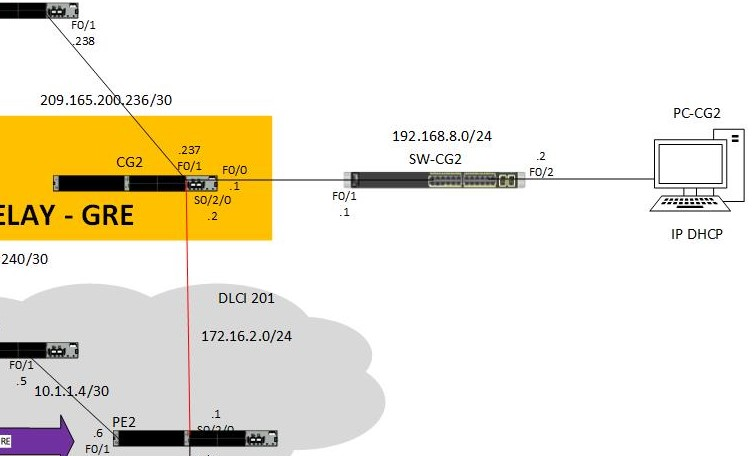 F0/1
.238
209.165.200.236/30
PC-CG2
192.168.8.0/24
SW-CG2
.237
F0/1
CG2
F0/0
.1
.2
F0/2
S0/2/0
.2
F0/1
.1
ELAY - GRE
IP DHCP
240/30
DLCI 201
172.16.2.0/24
F0/1
.5
10.1.1.4/30
PE2
.1
S0/2/0
.6
F0/1
RE